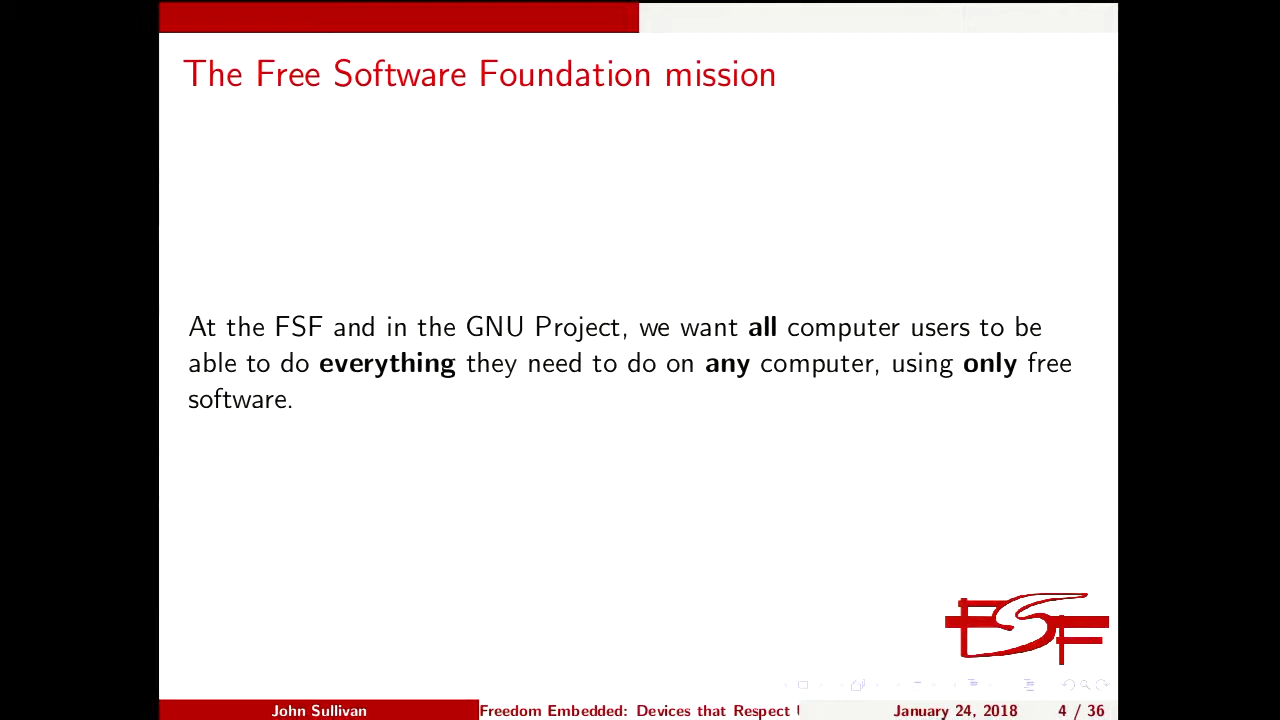 The Free Software Foundation mission
At the FSF and in the GNU Project, we want all computer users to be
able to do everything they need to do on any computer, using only free
software.
FSF
John Sullivan
Freedom Embedded: Devices that Respect
January 24, 2018
4 / 36